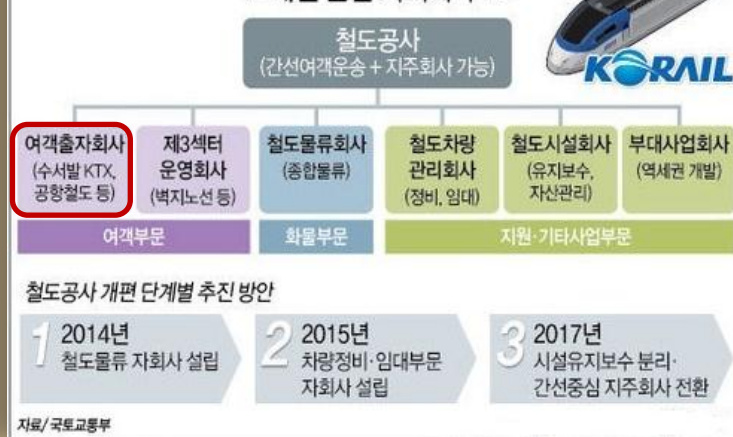 철도공사
(간선여객운송 + 지주회사 기능)
KORAIL
여객출자회사
(수서발 KTX,
공항철도 등)
제3섹터
운영회사
(벽지노선 등)
철도물류회사
(종합물류)
철도차량
관리회사
(정비, 임대)
철도시설회사
(유지보수,
자산관리)
부대사업회사
(역세권 개발)
여객부문
화물부문
지원·기타사업부문
철도공사 개편 단계별 추진 방안
1 2014년
철도물류 자회사 설립
2 2015년
차량정비·임대부문
자회사 설립
3 2017년
시설유지보수 분리·
간선중심 지주회사 전환
자료/국토교통부